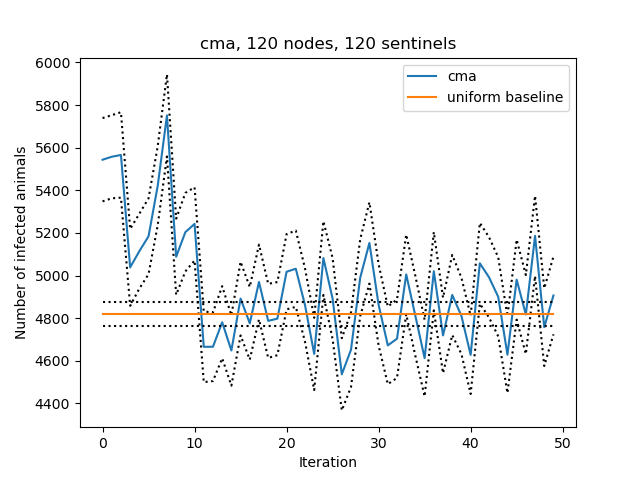 cma, 120 nodes, 120 sentinels
cma
uniform baseline
6000
5800
5600
5400
5200
5000
4800
4600
4400
Number of infected animals
0 10 20 30 40 50
Iteration